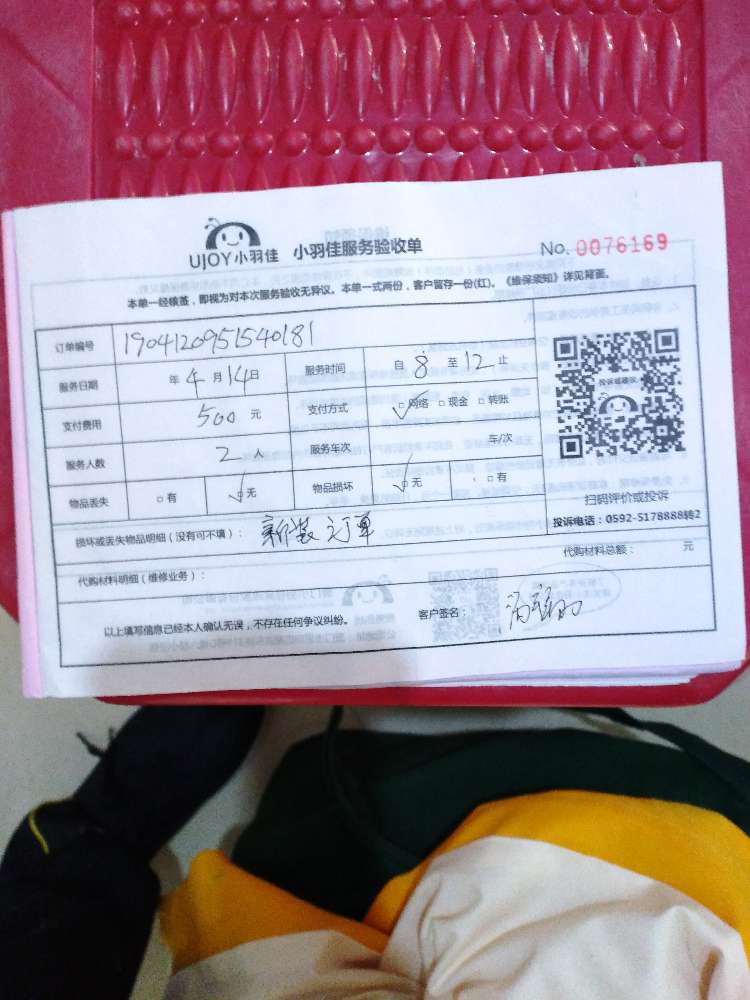 UJOY小羽佳 小羽佳服务验收单 No. 0076169
本单一经核签，即视为对本次服务验收无异议。本单一式两份，客户留存一份(红)。《维保须知》详见背面。
订单编号 1904120951540181
服务日期 年 4 月 14 日 服务时间 自 8 至 12 止
支付费用 500 元 支付方式 网络 现金 转账
服务人数 2 人 服务车次 车/次
物品丢失 有 无 物品损坏 无 有
投诉或建议
扫码评价或投诉
投诉电话：0592-5178888转2
损坏或丢失物品明细（没有可不填）： 新装订单
代购材料明细（维修业务）： 代购材料总额： 元
以上填写信息已经本人确认无误，不存在任何争议纠纷。 客户签名：